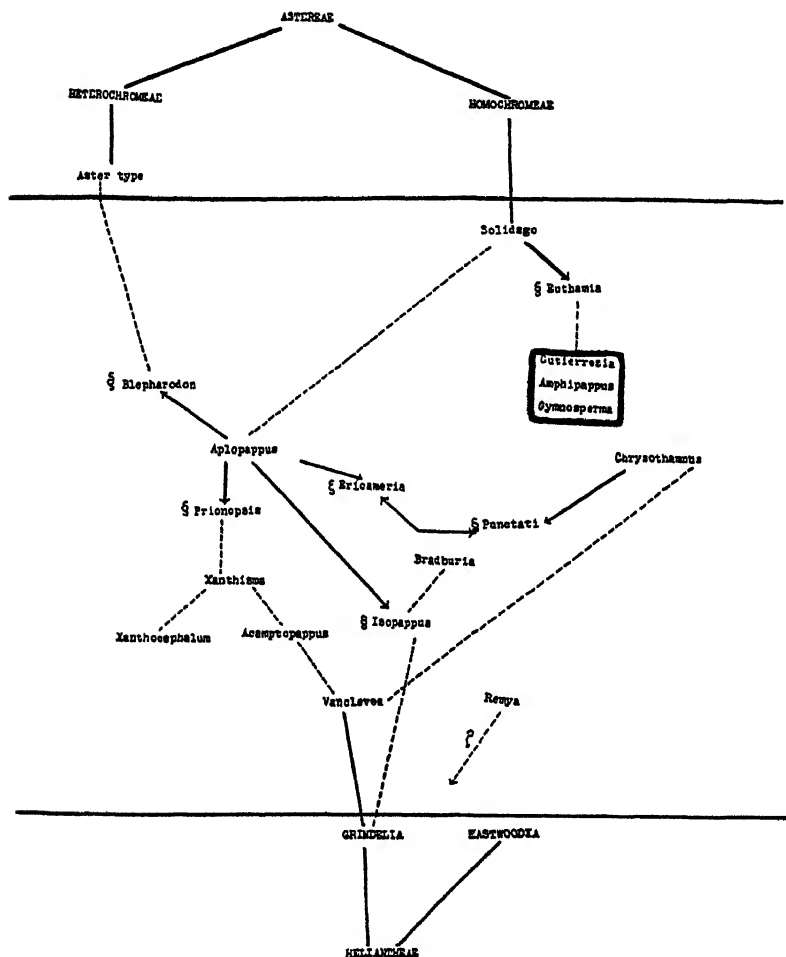 ASTEREAE
HETEROCHROMEAE
HOMOCHROMEAE
Aster type
Solidago
§ Euthamia
Gutierrezia
Amphipappus
Gymnosperma
§ Blepharodon
Aplopappus
Chrysothamnus
§ Ericameria
§ Prionopsis
§ Punctati
Bradburia
Xanthisma
§ Isopappus
Xanthocephalum
Acamptopappus
Vanclevea
Remya
?
GRINDELIA
EASTWOODIA
HELIANTHEAE